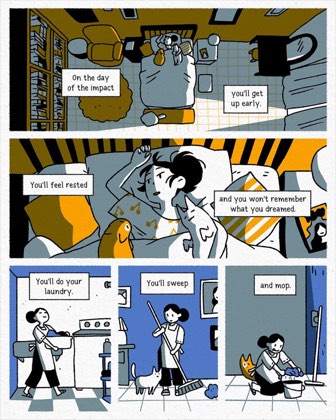 On the day
of the impact
you'll get
up early.
You'll feel rested
and you won't remember
what you dreamed.
You'll do your
laundry.
You'll sweep
and mop.